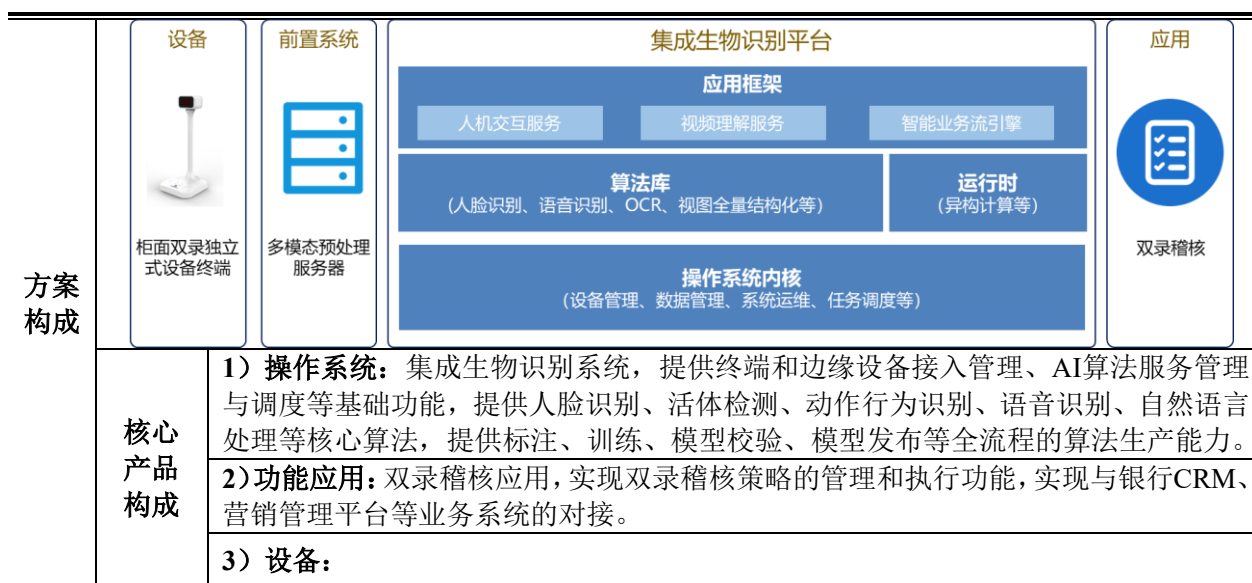 方案
构成
设备
柜面双录独立
式设备终端
前置系统
多模态预处理
服务器
集成生物识别平台
应用框架
人机交互服务
视频理解服务
智能业务流引擎
算法库
(人脸识别、语音识别、OCR、视图全量结构化等)
运行时
(异构计算等)
操作系统内核
(设备管理、数据管理、系统运维、任务调度等)
应用
双录稽核
核心
产品
构成
1）操作系统：集成生物识别系统，提供终端和边缘设备接入管理、AI算法服务管理
与调度等基础功能，提供人脸识别、活体检测、动作行为识别、语音识别、自然语言
处理等核心算法，提供标注、训练、模型校验、模型发布等全流程的算法生产能力。
2）功能应用：双录稽核应用，实现双录稽核策略的管理和执行功能，实现与银行CRM、
营销管理平台等业务系统的对接。
3）设备：